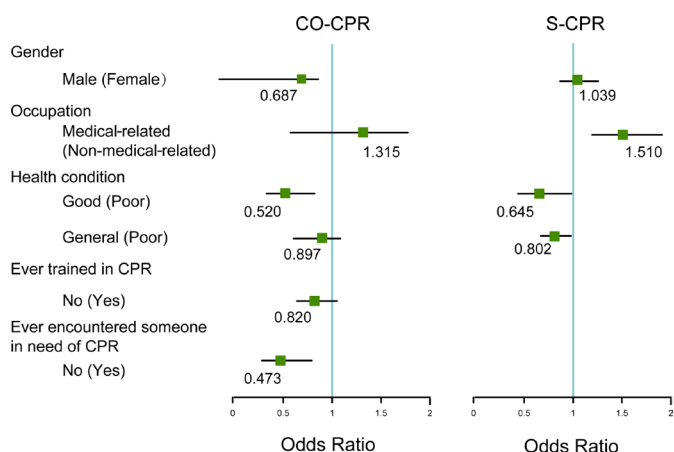 CO-CPR S-CPR
Gender
Male (Female)
0.687 1.039
Occupation
Medical-related
(Non-medical-related)
1.315 1.510
Health condition
Good (Poor)
0.520 0.645
General (Poor)
0.897 0.802
Ever trained in CPR
No (Yes)
0.820
Ever encountered someone
in need of CPR
No (Yes)
0.473
0 0.5 1 1.5 2 0 0.5 1 1.5 2
Odds Ratio Odds Ratio